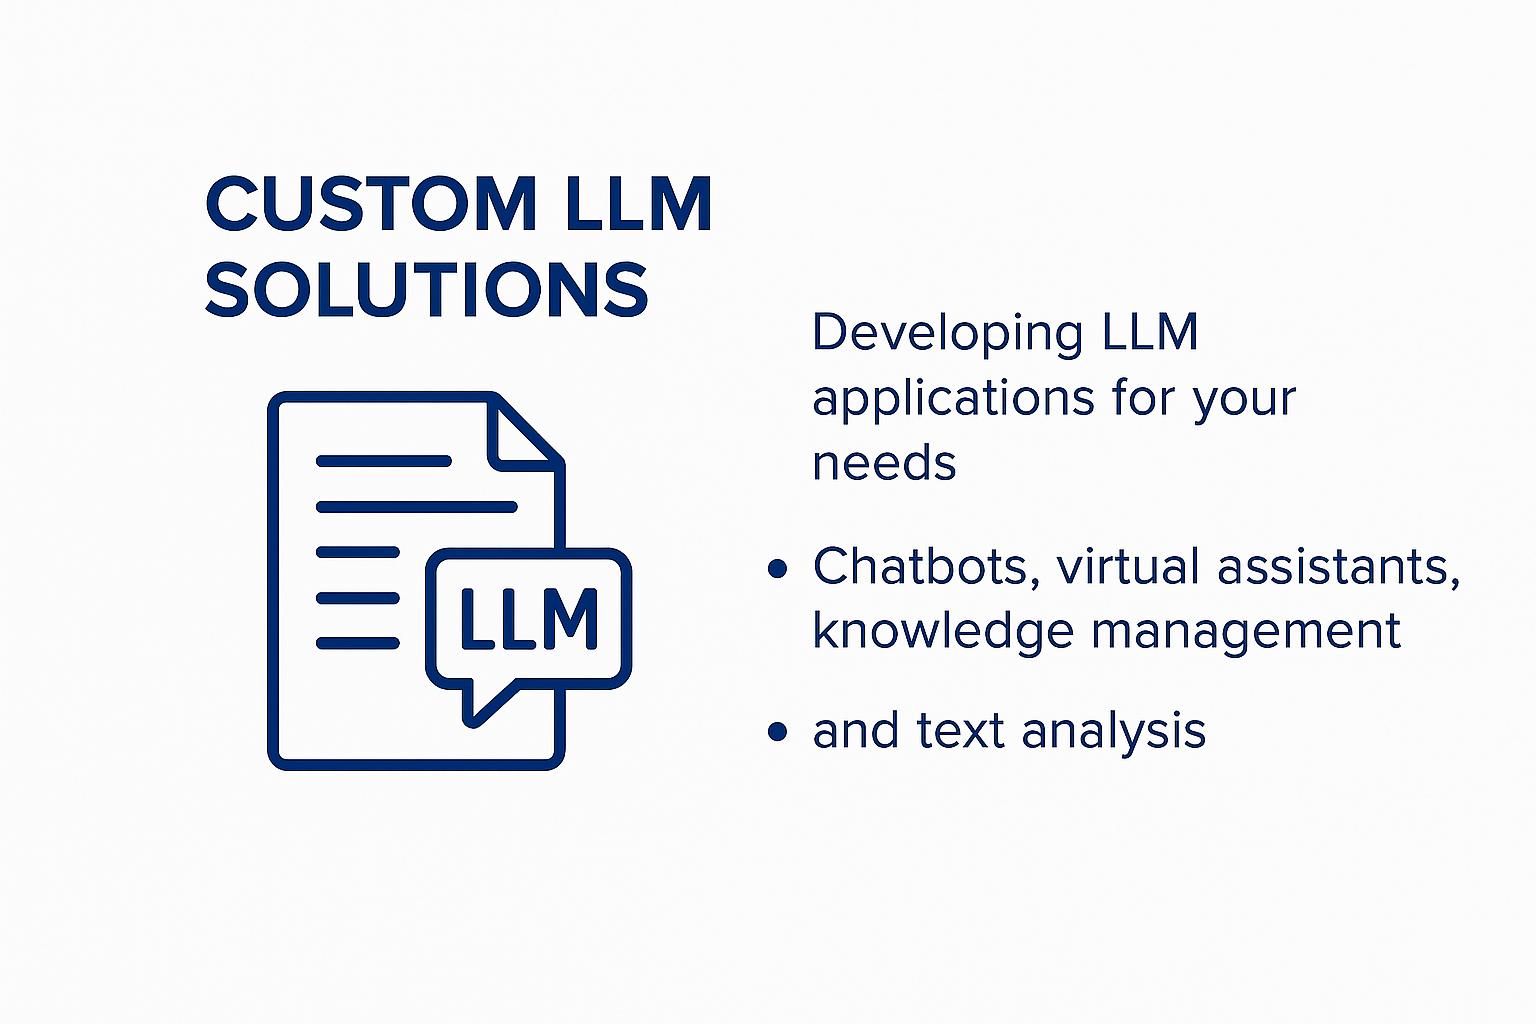 CUSTOM LLM
SOLUTIONS
LLM
Developing LLM
applications for your
needs
• Chatbots, virtual assistants,
knowledge management
• and text analysis